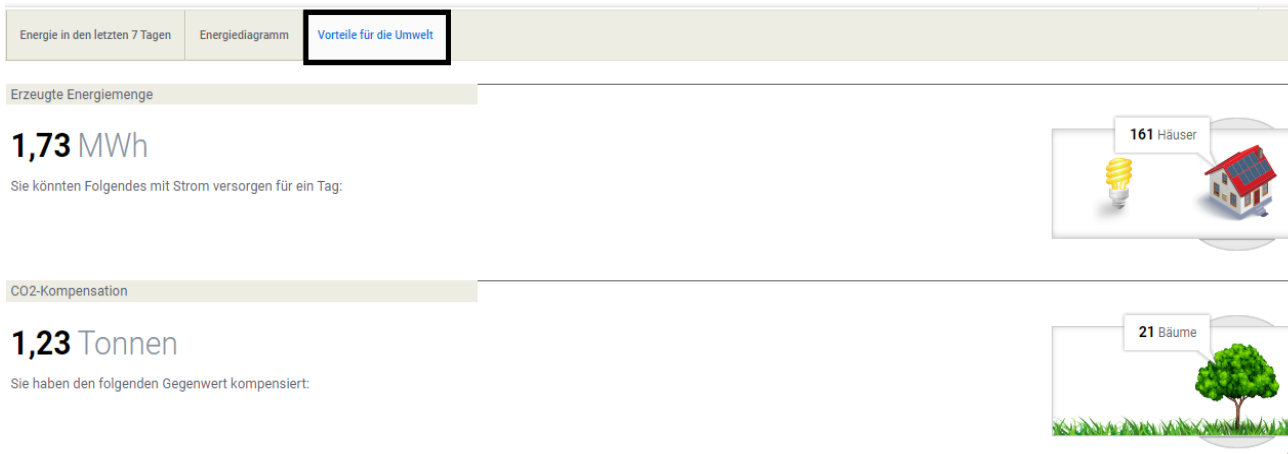 Energie in den letzten 7 Tagen Energiediagramm Vorteile für die Umwelt
Erzeugte Energiemenge
1,73 MWh
161 Häuser
Sie könnten Folgendes mit Strom versorgen für ein Tag:
CO2-Kompensation
1,23 Tonnen
21 Bäume
Sie haben den folgenden Gegenwert kompensiert: